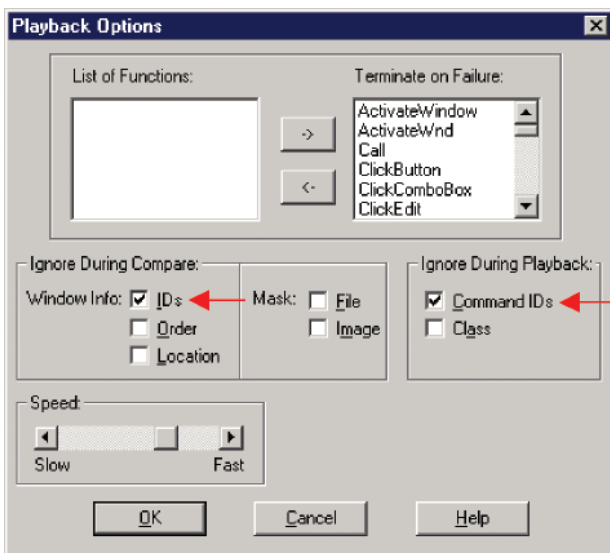 Playback Options
List of Functions:
Terminate on Failure:
->
<-
ActivateWindow
ActivateWnd
Call
ClickButton
ClickComboBox
ClickEdit
Ignore During Compare:
Window Info:
IDs
Order
Location
Mask:
File
Image
Ignore During Playback:
Command IDs
Class
Speed:
Slow
Fast
OK
Cancel
Help